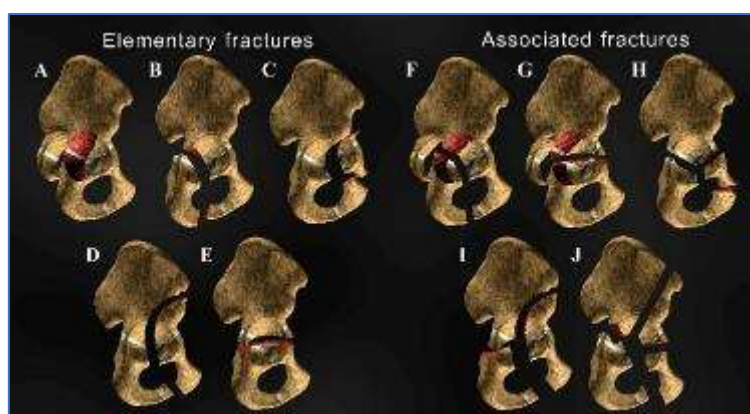 Elementary fractures
Associated fractures
A
B
C
F
G
H
D
E
I
J